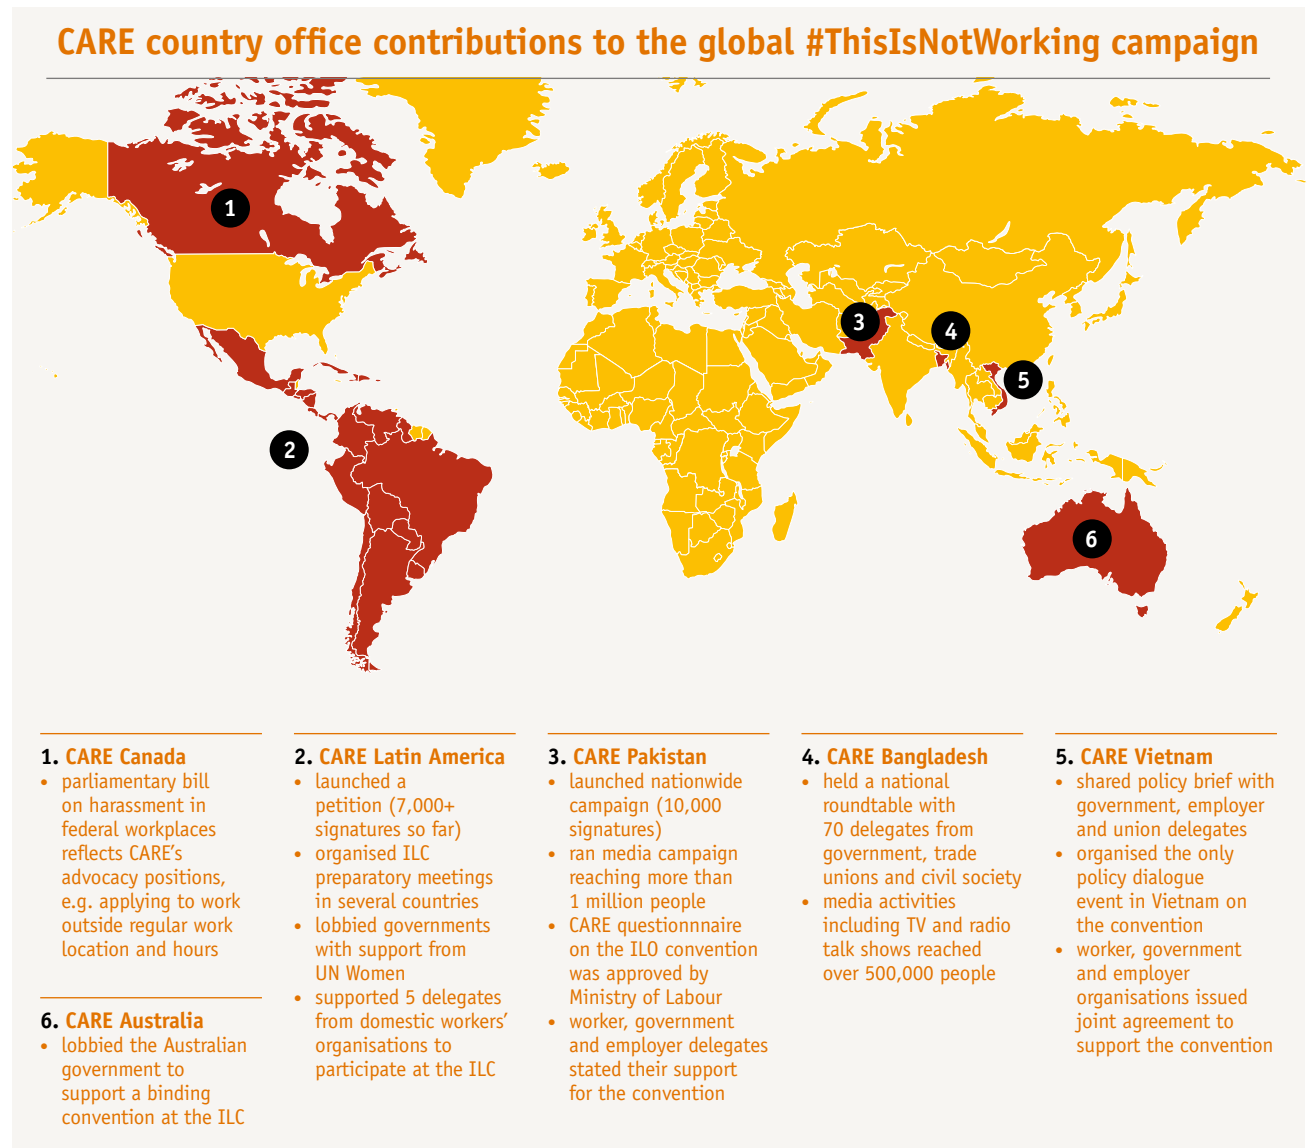 CARE country office contributions to the global #ThisIsNotWorking campaign
1
2
3
4
5
6
1. CARE Canada
• parliamentary bill
on harassment in
federal workplaces
reflects CARE’s
advocacy positions,
e.g. applying to work
outside regular work
location and hours
2. CARE Latin America
• launched a
petition (7,000+
signatures so far)
• organised ILC
preparatory meetings
in several countries
• lobbied governments
with support from
UN Women
• supported 5 delegates
from domestic workers’
organisations to
participate at the ILC
3. CARE Pakistan
• launched nationwide
campaign (10,000
signatures)
• ran media campaign
reaching more than
1 million people
• CARE questionnnaire
on the ILO convention
was approved by
Ministry of Labour
• worker, government
and employer delegates
stated their support
for the convention
4. CARE Bangladesh
• held a national
roundtable with
70 delegates from
government, trade
unions and civil society
• media activities
including TV and radio
talk shows reached
over 500,000 people
5. CARE Vietnam
• shared policy brief with
government, employer
and union delegates
• organised the only
policy dialogue
event in Vietnam on
the convention
• worker, government
and employer
organisations issued
joint agreement to
support the convention
6. CARE Australia
• lobbied the Australian
government to
support a binding
convention at the ILC